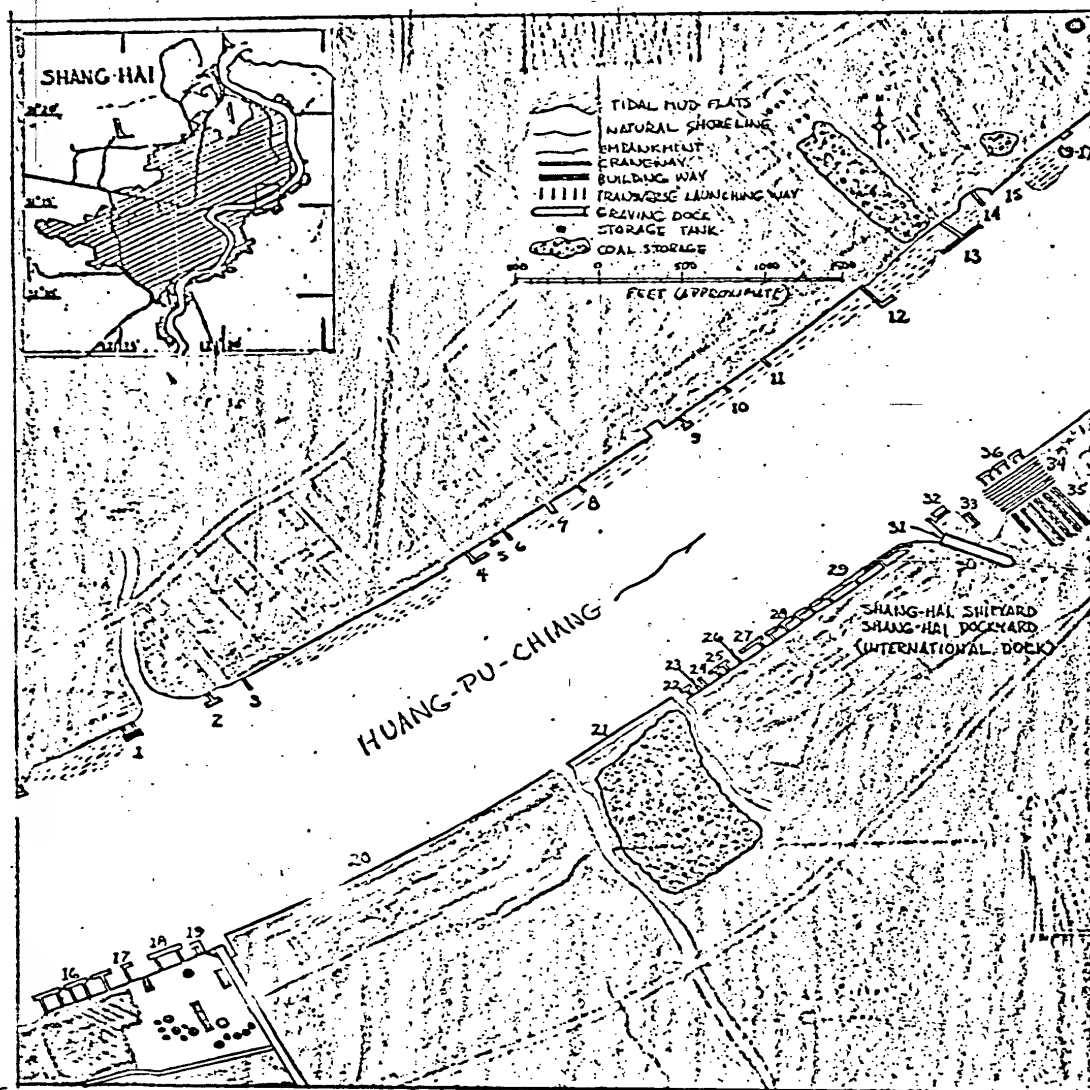 SHANG-HAI
TIDAL MUD FLATS
NATURAL SHORELINE
EMBANKMENT
CRANEWAY
BUILDING WAY
TRANSVERSE LAUNCHING WAY
GRAVING DOCK
STORAGE TANK
COAL STORAGE
500 0 500 1000 1500
FEET (APPROXIMATE)
N
15
14
13
12
11
10
9
8
7
6
5
4
3
2
1
HUANG-PU-CHIANG
36
34
35
33
32
31
29
28
27
26
25
24
23
22
21
20
SHANG-HAI SHIPYARD
SHANG-HAI DOCKYARD
(INTERNATIONAL DOCK)
19
18
17
16